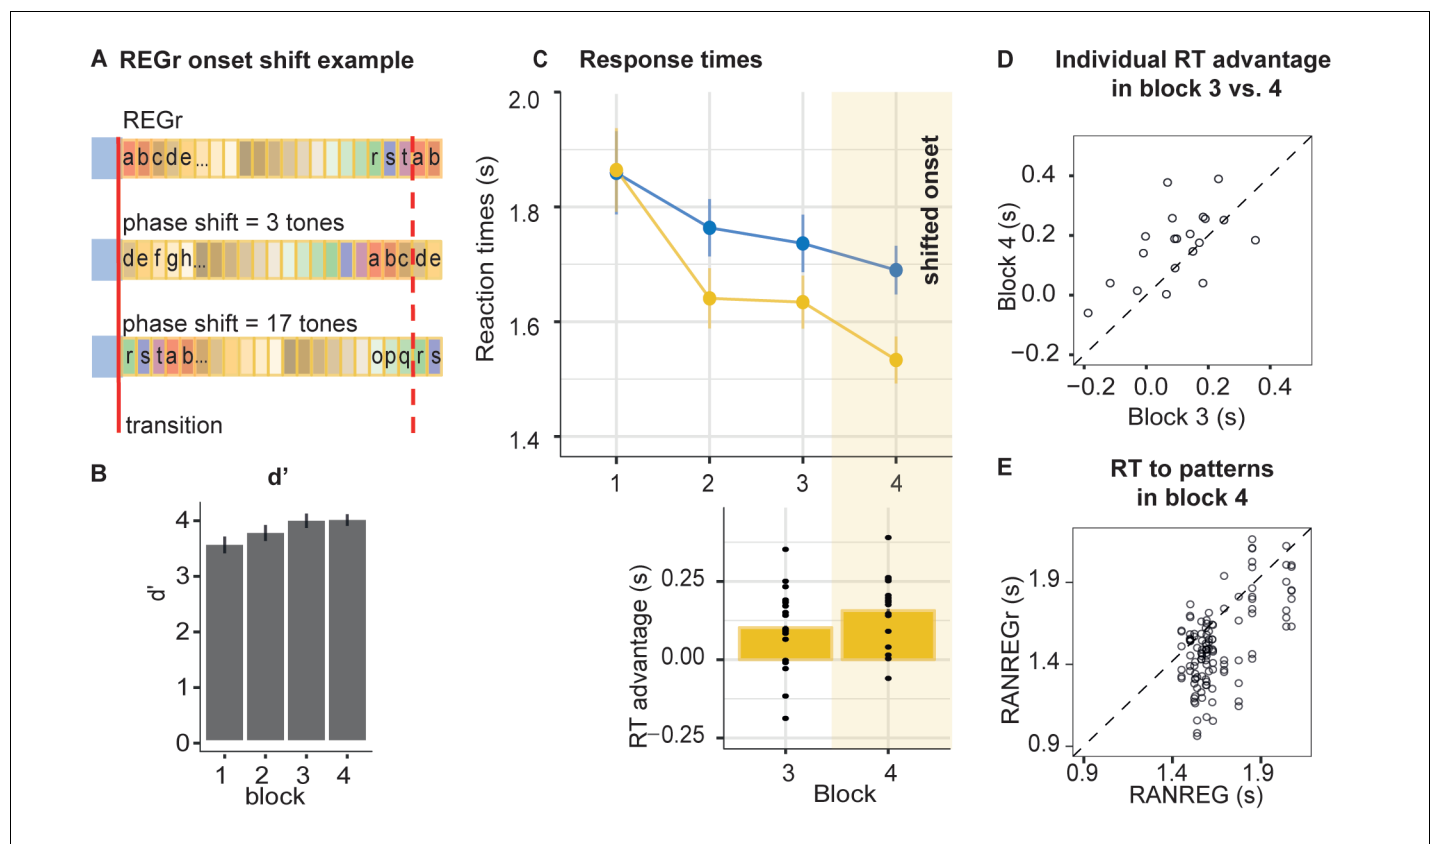 A REGr onset shift example
REGr
abcde... rstab
phase shift = 3 tones
defgh... abcde
phase shift = 17 tones
rstab... opqrs
transition
B d’
4
3
2
1
0
d'
1 2 3 4
block
C Response times
2.0
1.8
1.6
1.4
Reaction times (s)
shifted onset
1 2 3 4
0.25
0.00
−0.25
RT advantage (s)
3 4
Block
D Individual RT advantage
in block 3 vs. 4
0.4
0.2
0.0
−0.2
Block 4 (s)
−0.2 0.0 0.2 0.4
Block 3 (s)
E RT to patterns
in block 4
1.9
1.4
0.9
RANREGr (s)
0.9 1.4 1.9
RANREG (s)